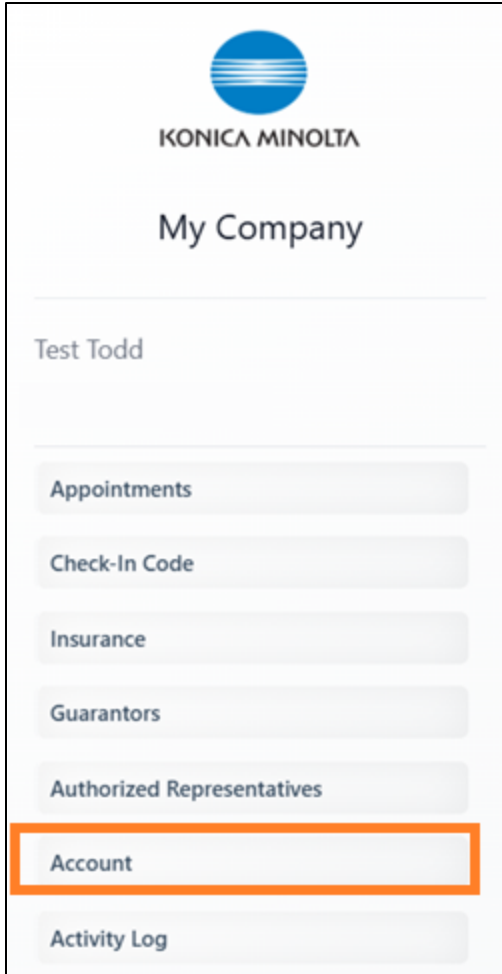 KONICA MINOLTA
My Company
Test Todd
Appointments
Check-In Code
Insurance
Guarantors
Authorized Representatives
Account
Activity Log